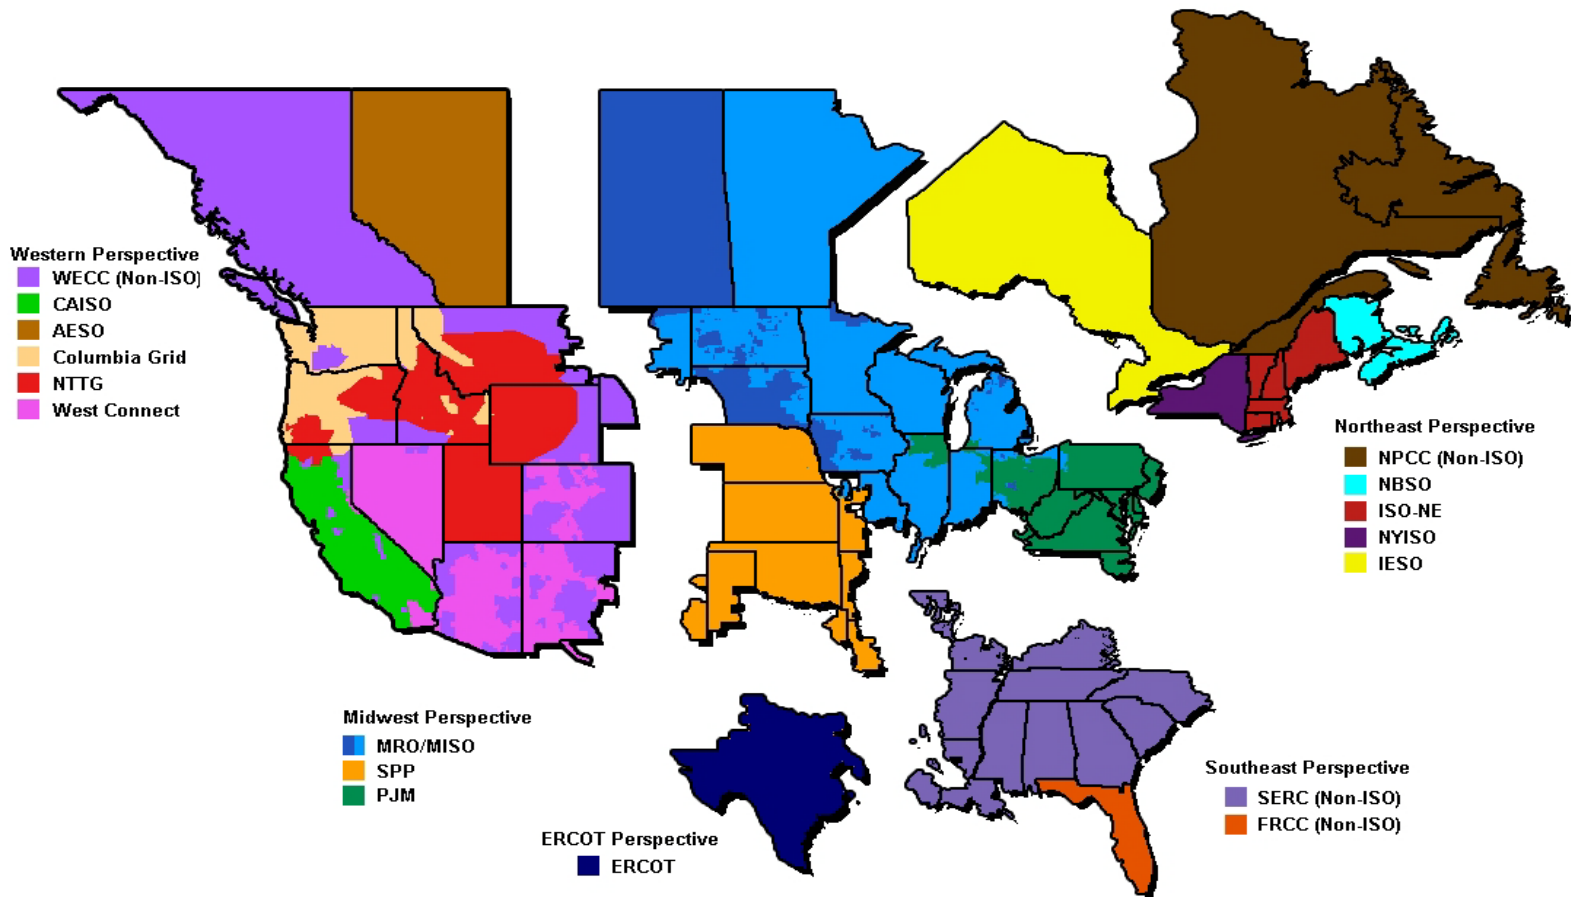 Western Perspective
WECC (Non-ISO)
CAISO
AESO
Columbia Grid
NTTG
West Connect
Midwest Perspective
MRO/MISO
SPP
PJM
ERCOT Perspective
ERCOT
Northeast Perspective
NPCC (Non-ISO)
NBSO
ISO-NE
NYISO
IESO
Southeast Perspective
SERC (Non-ISO)
FRCC (Non-ISO)